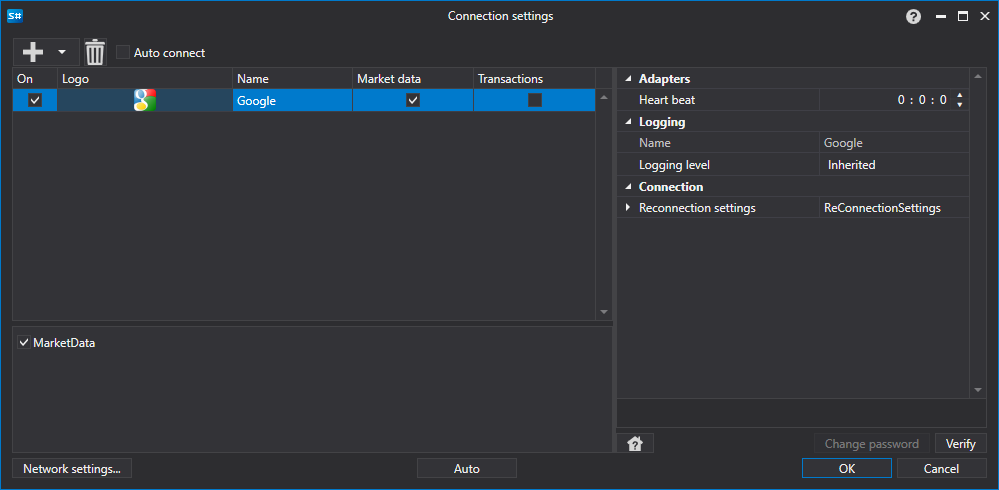 S#
Connection settings
?
Auto connect
On Logo Name Market data Transactions
Google
MarketData
Adapters
Heart beat 0 : 0 : 0
Logging
Name Google
Logging level Inherited
Connection
Reconnection settings ReConnectionSettings
?
Change password Verify
Network settings... Auto OK Cancel